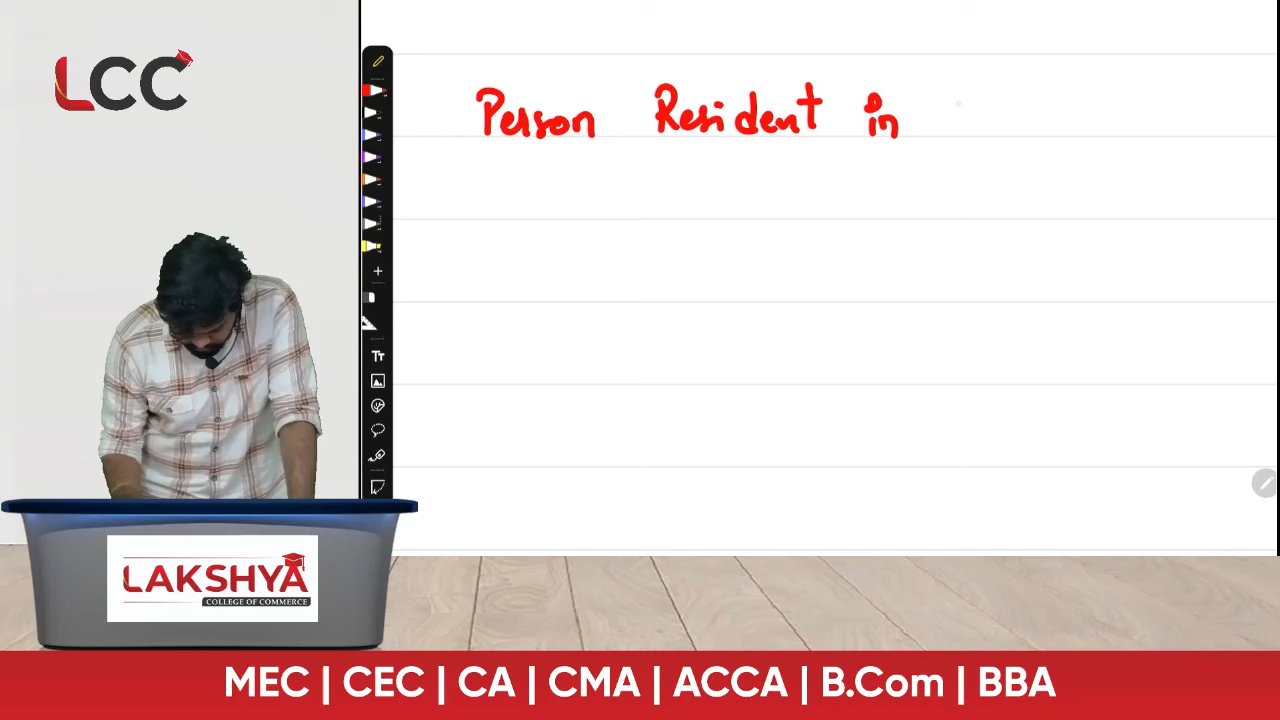 LCC
Person Resident in
LAKSHYA
COLLEGE OF COMMERCE
MEC | CEC | CA | CMA | ACCA | B.Com | BBA